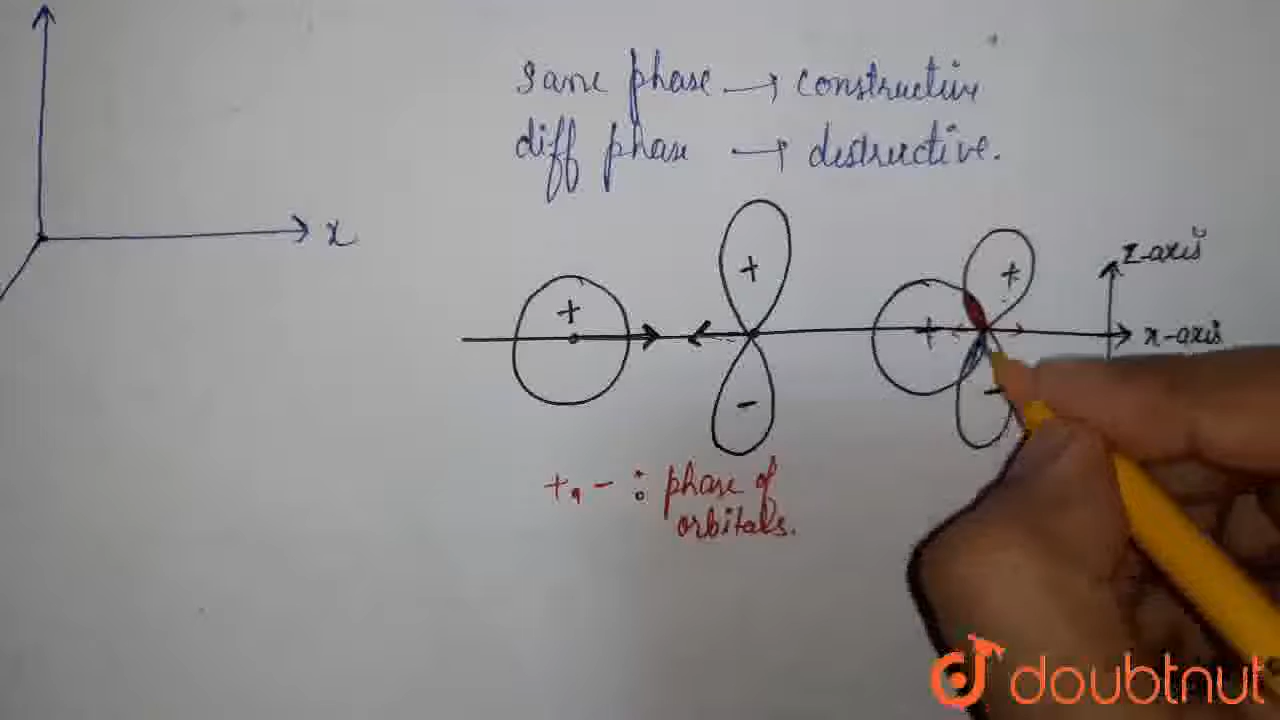 same phase → constructive
diff phase → destructive.
x
+
+
-
+
+
-
z-axis
x-axis
+, - : phase of
orbitals.
doubtnut